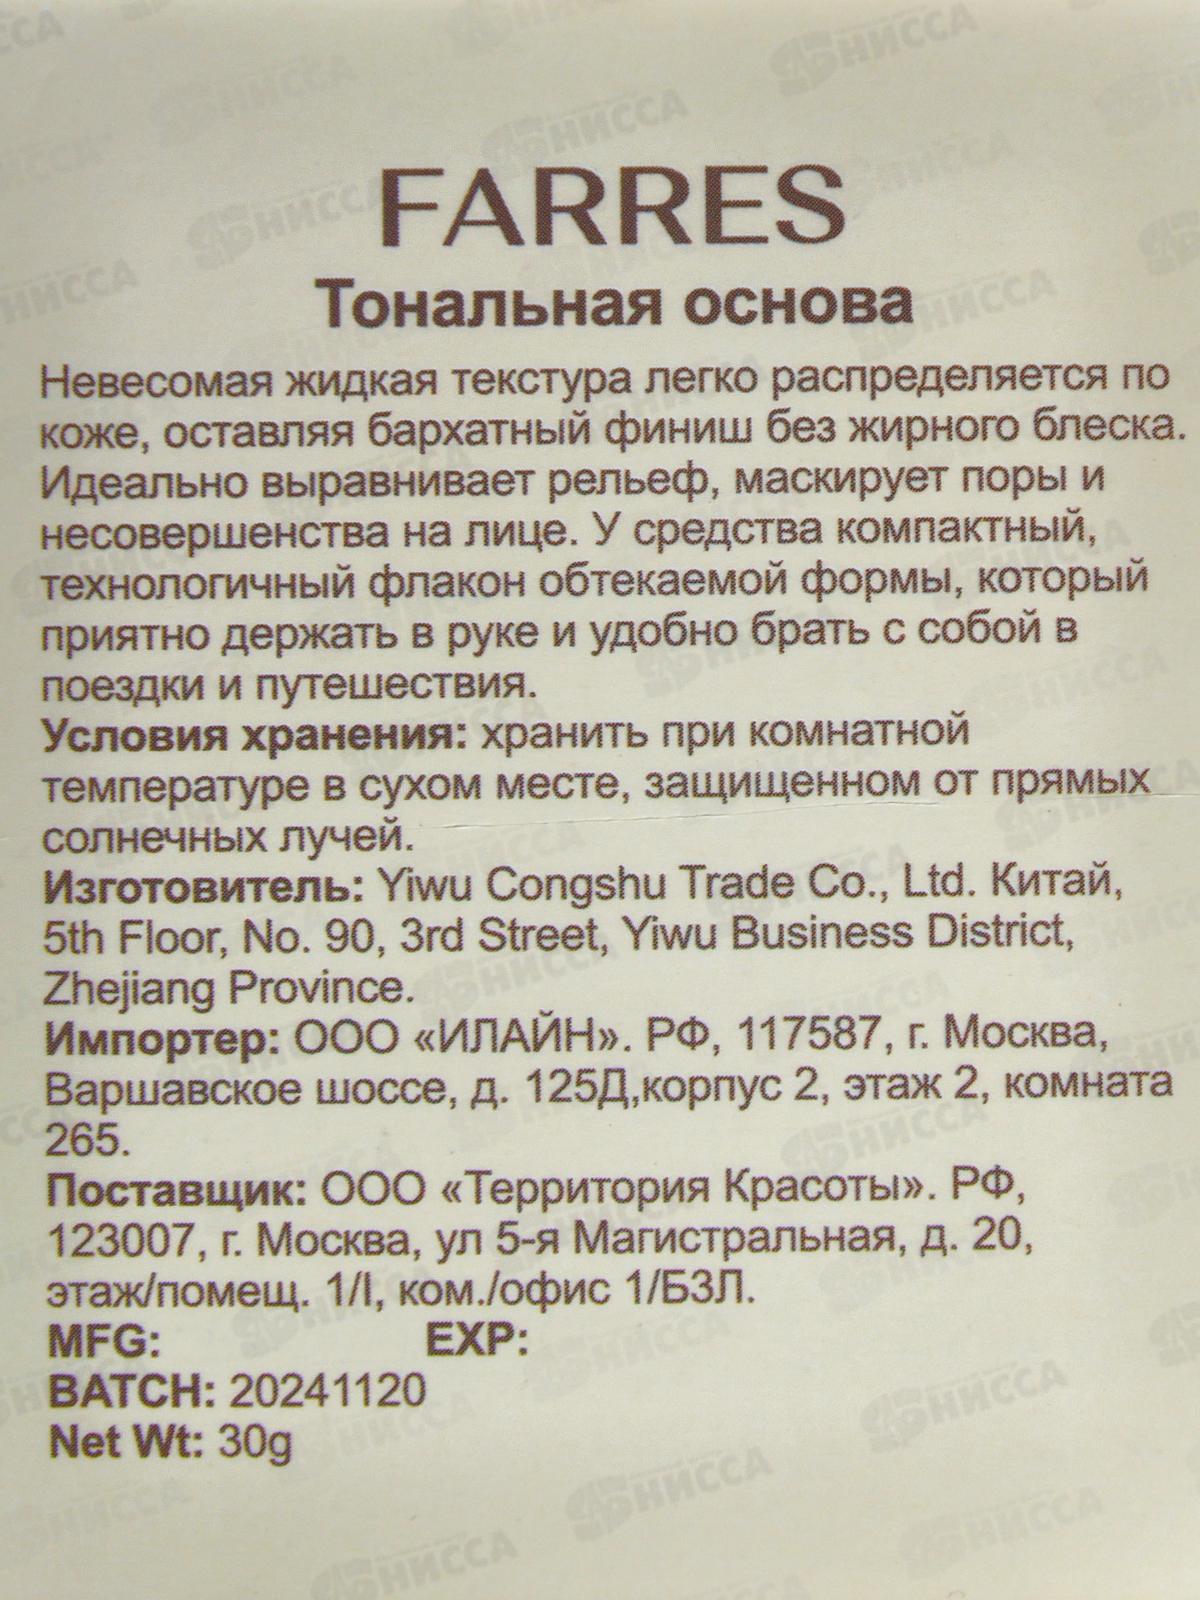 FARRES
Тональная основа
Невесомая жидкая текстура легко распределяется по
коже, оставляя бархатный финиш без жирного блеска.
Идеально выравнивает рельеф, маскирует поры и
несовершенства на лице. У средства компактный,
технологичный флакон обтекаемой формы, который
приятно держать в руке и удобно брать с собой в
поездки и путешествия.
Условия хранения: хранить при комнатной
температуре в сухом месте, защищенном от прямых
солнечных лучей.
Изготовитель: Yiwu Congshu Trade Co., Ltd. Китай,
5th Floor, No. 90, 3rd Street, Yiwu Business District,
Zhejiang Province.
Импортер: ООО «ИЛАЙН». РФ, 117587, г. Москва,
Варшавское шоссе, д. 125Д,корпус 2, этаж 2, комната
265.
Поставщик: ООО «Территория Красоты». РФ,
123007, г. Москва, ул 5-я Магистральная, д. 20,
этаж/помещ. 1/I, ком./офис 1/Б3Л.
MFG: EXP:
BATCH: 20241120
Net Wt: 30g